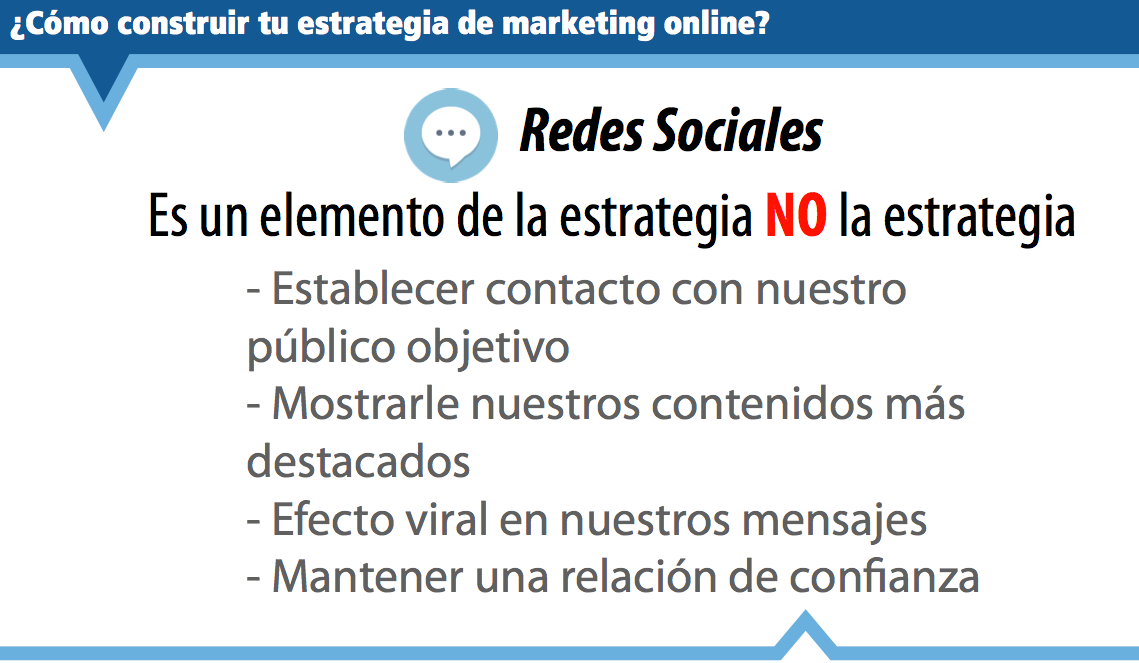 ¿Cómo construir tu estrategia de marketing online?
Redes Sociales
Es un elemento de la estrategia NO la estrategia
- Establecer contacto con nuestro
público objetivo
- Mostrarle nuestros contenidos más
destacados
- Efecto viral en nuestros mensajes
- Mantener una relación de confianza